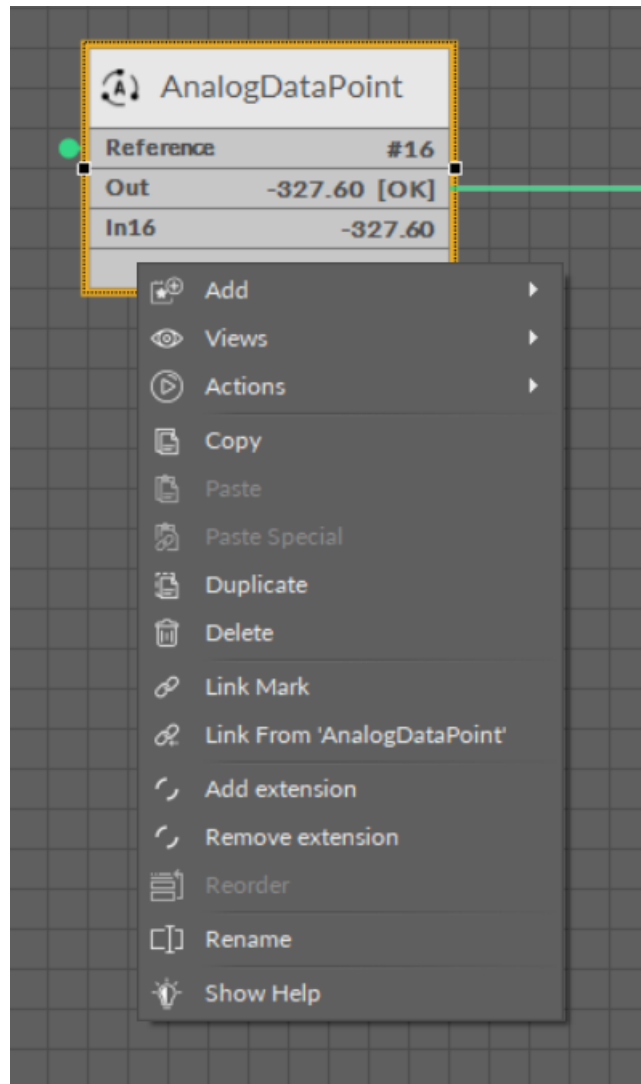 AnalogDataPoint
Reference #16
Out -327.60 [OK]
In16 -327.60
Add
Views
Actions
Copy
Paste
Paste Special
Duplicate
Delete
Link Mark
Link From 'AnalogDataPoint'
Add extension
Remove extension
Reorder
Rename
Show Help